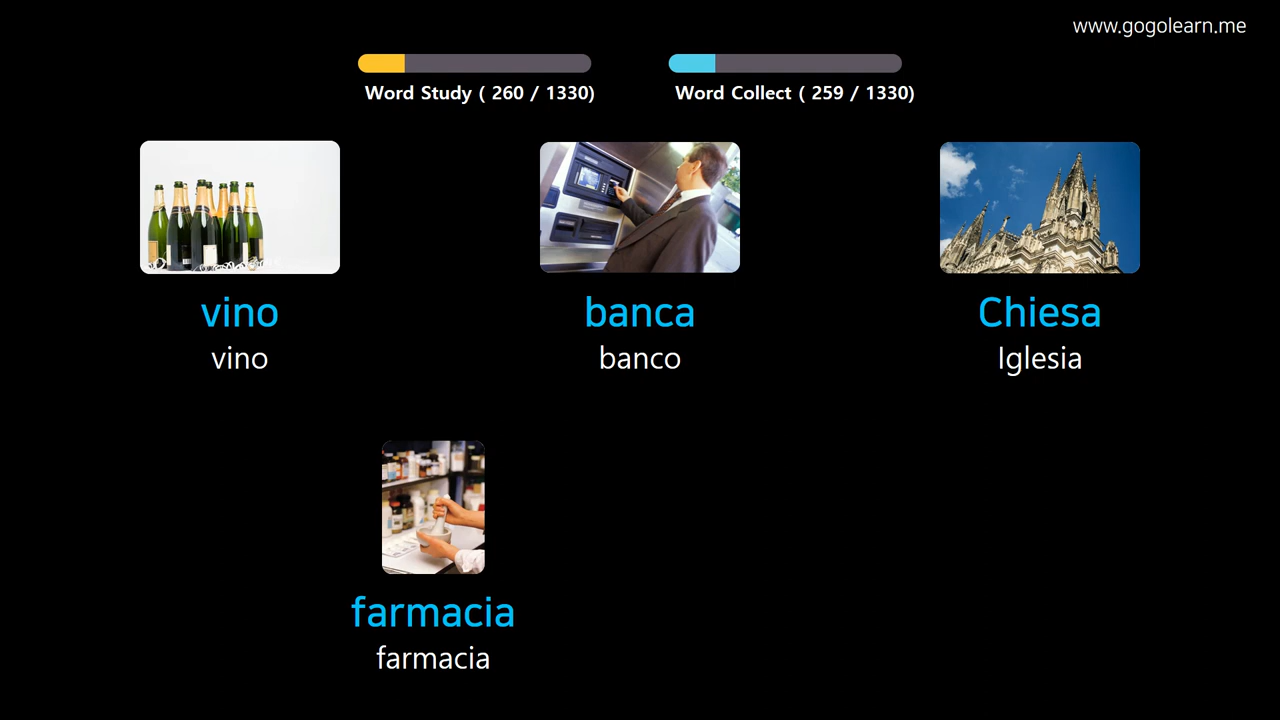 www.gogolearn.me
Word Study ( 260 / 1330)
Word Collect ( 259 / 1330)
vino
vino
banca
banco
Chiesa
Iglesia
farmacia
farmacia